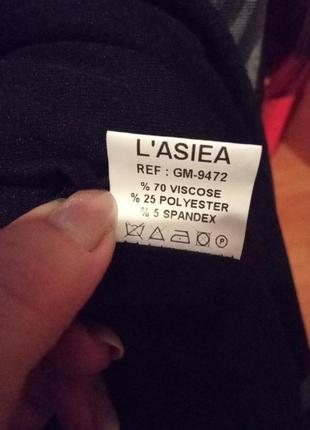 L'ASIEA
REF : GM-9472
% 70 VISCOSE
% 25 POLYESTER
% 5 SPANDEX
P